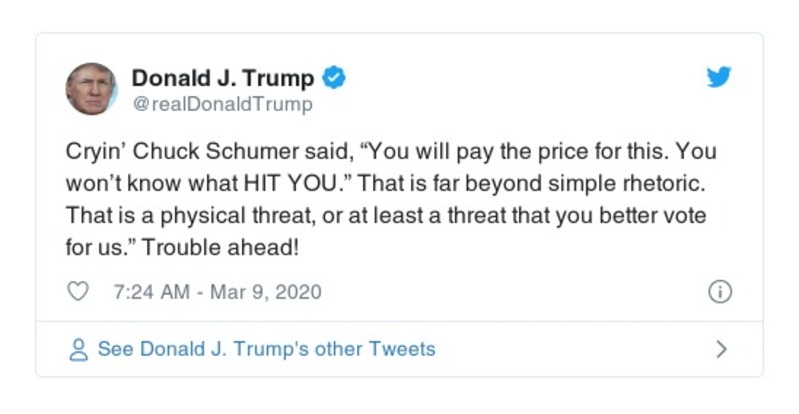 Donald J. Trump
@realDonaldTrump
Cryin’ Chuck Schumer said, “You will pay the price for this. You
won’t know what HIT YOU.” That is far beyond simple rhetoric.
That is a physical threat, or at least a threat that you better vote
for us.” Trouble ahead!
7:24 AM - Mar 9, 2020
See Donald J. Trump's other Tweets